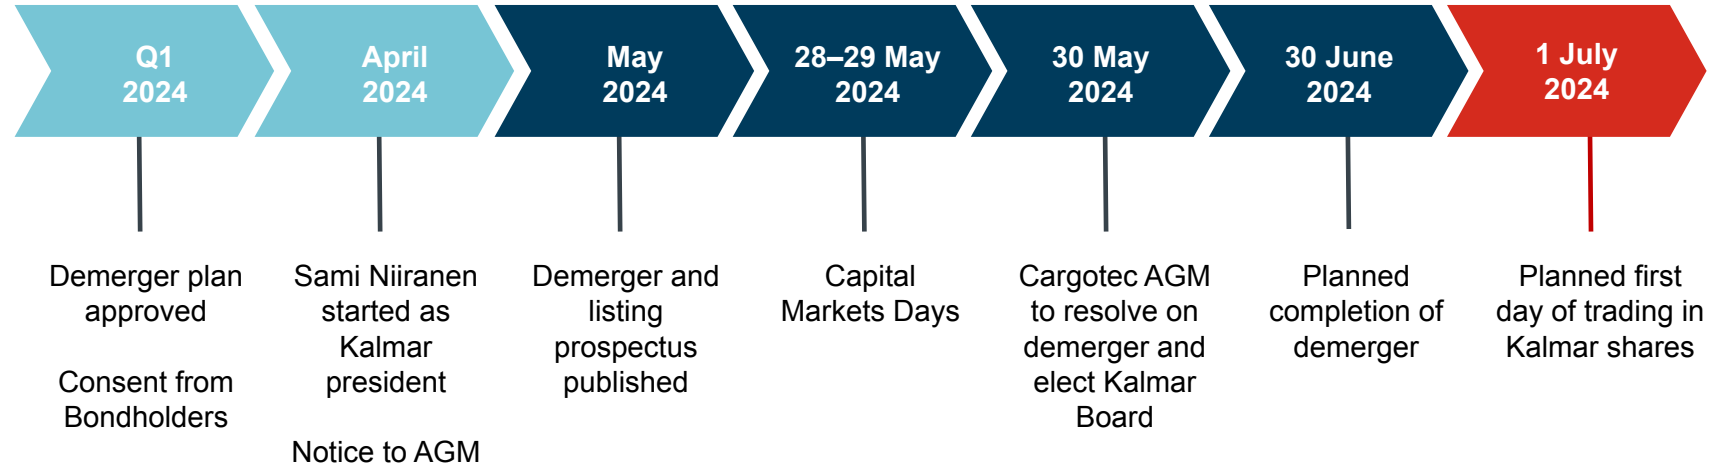 Q1
2024
April
2024
May
2024
28–29 May
2024
30 May
2024
30 June
2024
1 July
2024
Demerger plan
approved
Consent from
Bondholders
Sami Niiranen
started as
Kalmar
president
Notice to AGM
Demerger and
listing
prospectus
published
Capital
Markets Days
Cargotec AGM
to resolve on
demerger and
elect Kalmar
Board
Planned
completion of
demerger
Planned first
day of trading in
Kalmar shares